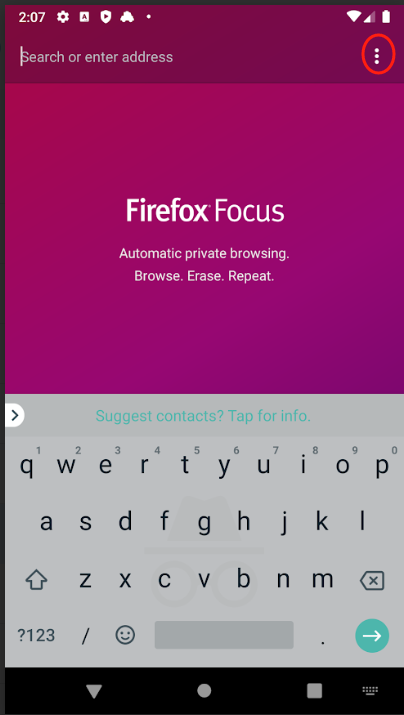 2:07
Search or enter address
Firefox Focus
Automatic private browsing.
Browse. Erase. Repeat.
Suggest contacts? Tap for info.
1 2 3 4 5 6 7 8 9 0
q w e r t y u i o p
a s d f g h j k l
z x c v b n m
?123 / .